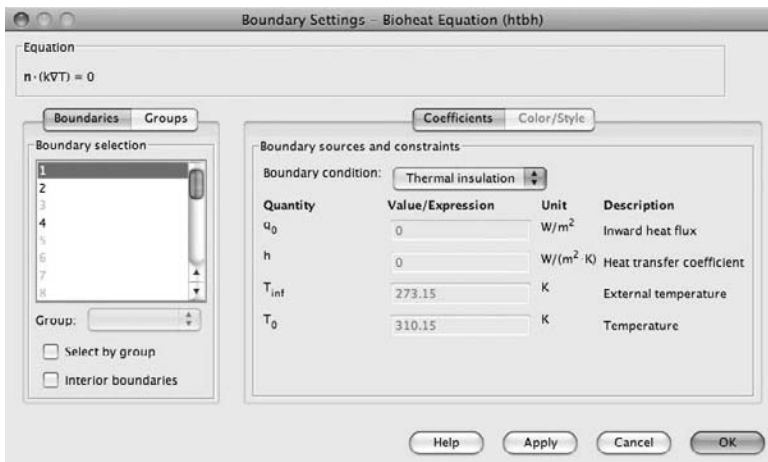 Boundary Settings – Bioheat Equation (htbh)
Equation
n·(k∇T) = 0
Boundaries Groups
Boundary selection
1
2
3
4
5
6
7
8
Group:
Select by group
Interior boundaries
Coefficients Color/Style
Boundary sources and constraints
Boundary condition: Thermal insulation
Quantity Value/Expression Unit Description
q0 0 W/m² Inward heat flux
h 0 W/(m²·K) Heat transfer coefficient
Tinf 273.15 K External temperature
T0 310.15 K Temperature
Help Apply Cancel OK